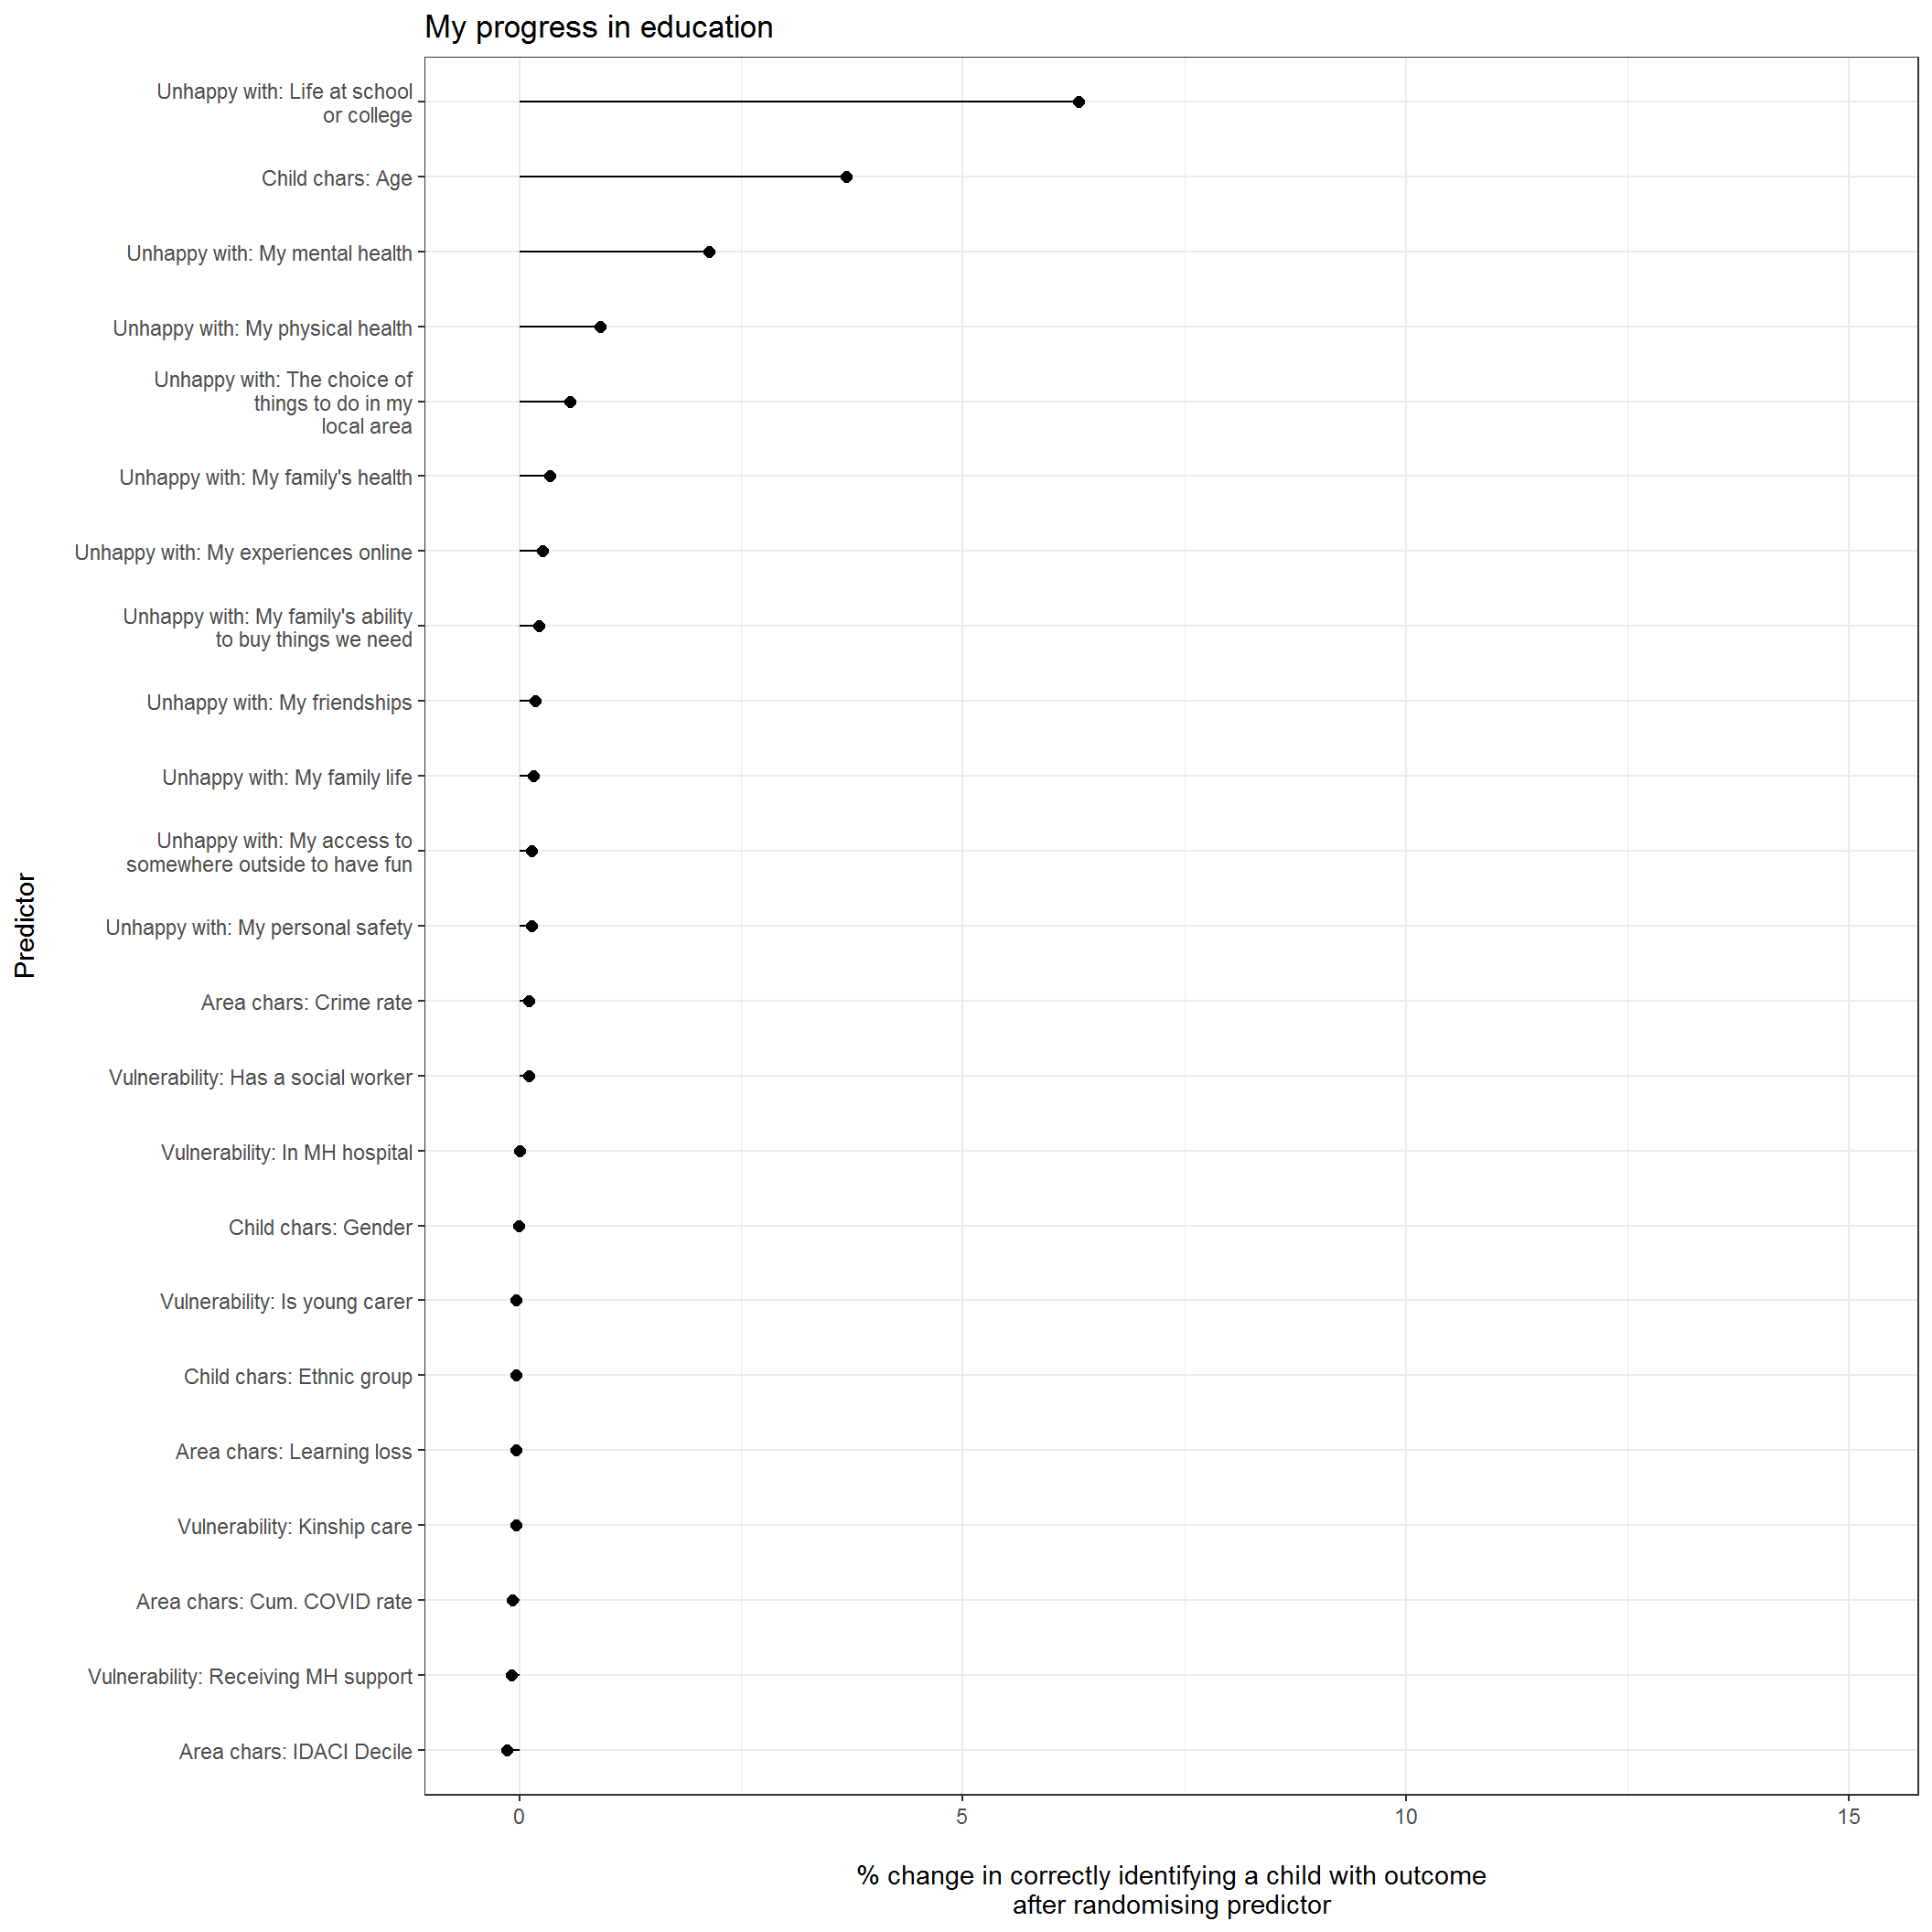 My progress in education
Unhappy with: Life at school
or college
Child chars: Age
Unhappy with: My mental health
Unhappy with: My physical health
Unhappy with: The choice of
things to do in my
local area
Unhappy with: My family's health
Unhappy with: My experiences online
Unhappy with: My family's ability
to buy things we need
Unhappy with: My friendships
Unhappy with: My family life
Unhappy with: My access to
somewhere outside to have fun
Unhappy with: My personal safety
Area chars: Crime rate
Vulnerability: Has a social worker
Vulnerability: In MH hospital
Child chars: Gender
Vulnerability: Is young carer
Child chars: Ethnic group
Area chars: Learning loss
Vulnerability: Kinship care
Area chars: Cum. COVID rate
Vulnerability: Receiving MH support
Area chars: IDACI Decile
Predictor
0
5
10
15
% change in correctly identifying a child with outcome
after randomising predictor